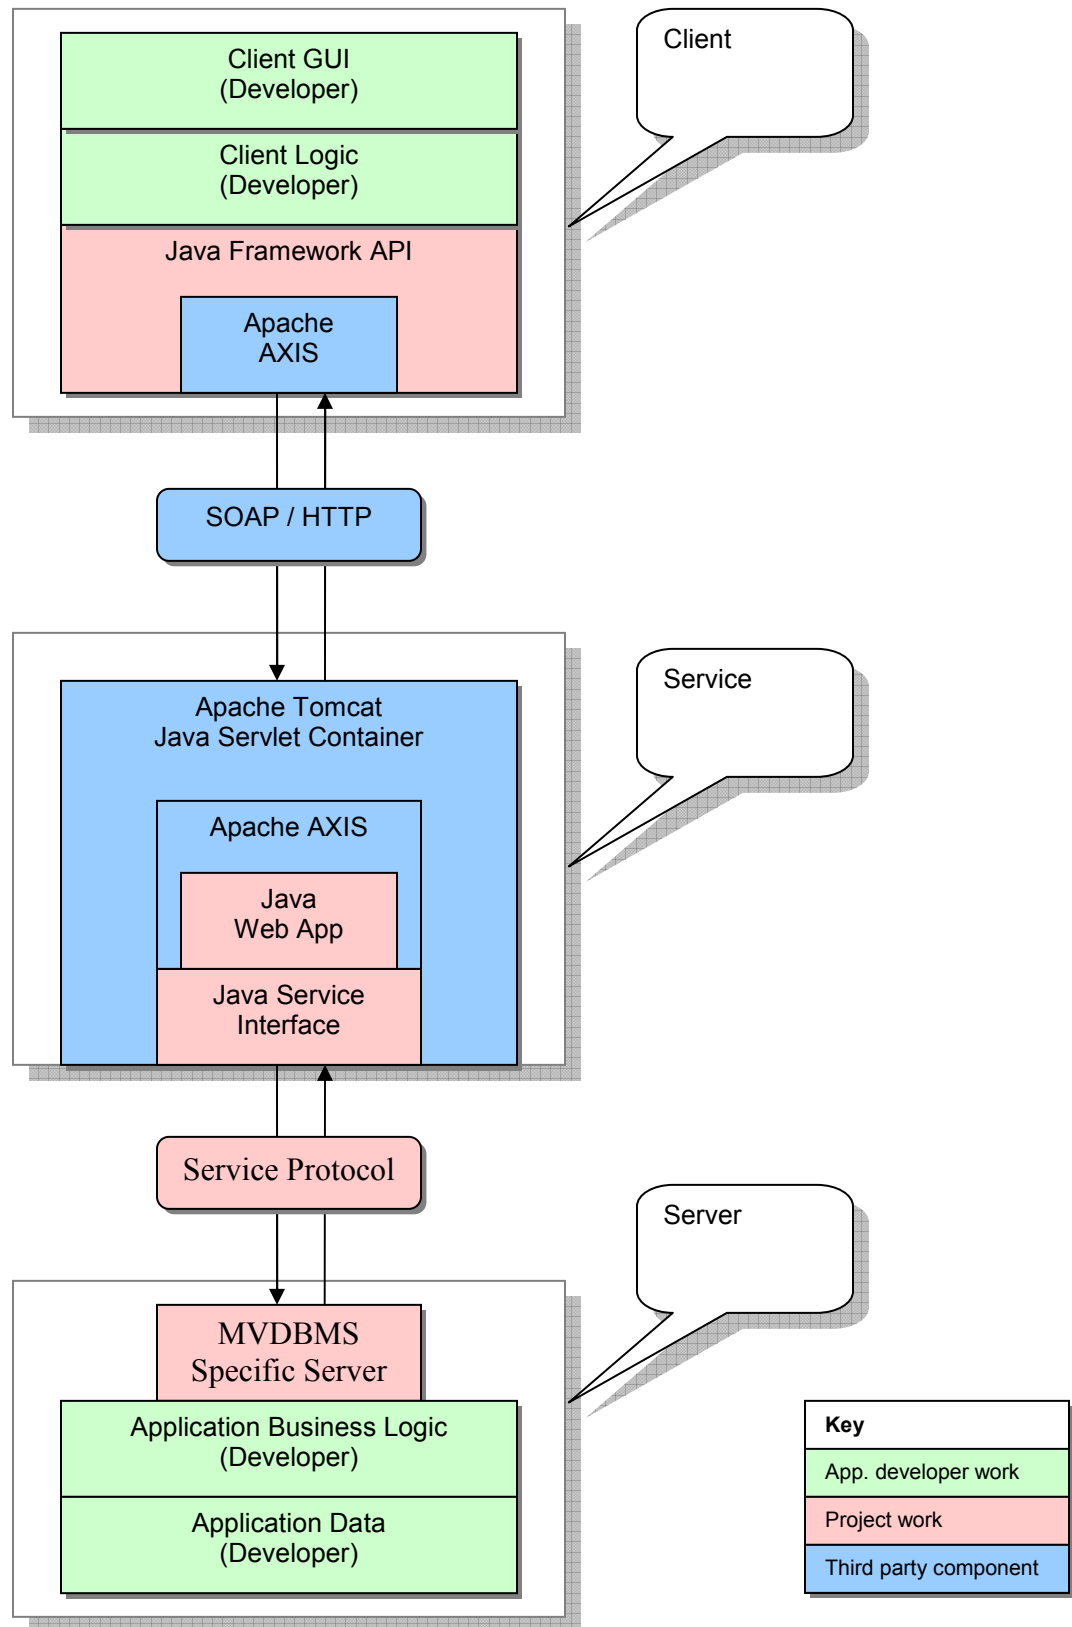 Client GUI
(Developer)
Client Logic
(Developer)
Java Framework API
Apache
AXIS
Client
SOAP / HTTP
Apache Tomcat
Java Servlet Container
Apache AXIS
Java
Web App
Java Service
Interface
Service
Service Protocol
MVDBMS
Specific Server
Application Business Logic
(Developer)
Application Data
(Developer)
Server
Key
App. developer work
Project work
Third party component